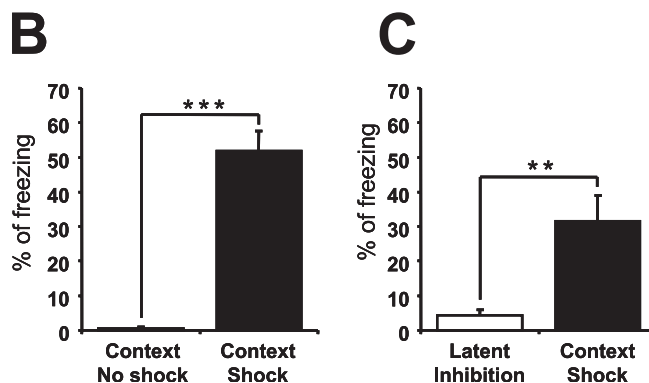 B
C
% of freezing
70
60
50
40
30
20
10
0
***
Context
No shock
Context
Shock
% of freezing
70
60
50
40
30
20
10
0
**
Latent
Inhibition
Context
Shock